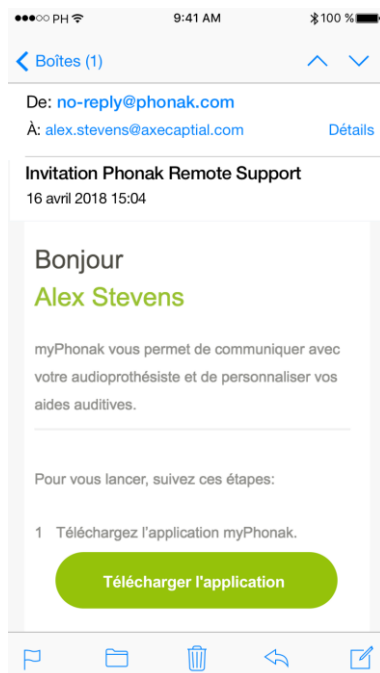 PH 9:41 AM 100 %
Boîtes (1)
De: no-reply@phonak.com
À: alex.stevens@axecaptial.com Détails
Invitation Phonak Remote Support
16 avril 2018 15:04
Bonjour
Alex Stevens
myPhonak vous permet de communiquer avec
votre audioprothésiste et de personnaliser vos
aides auditives.
Pour vous lancer, suivez ces étapes:
1 Téléchargez l'application myPhonak.
Télécharger l'application